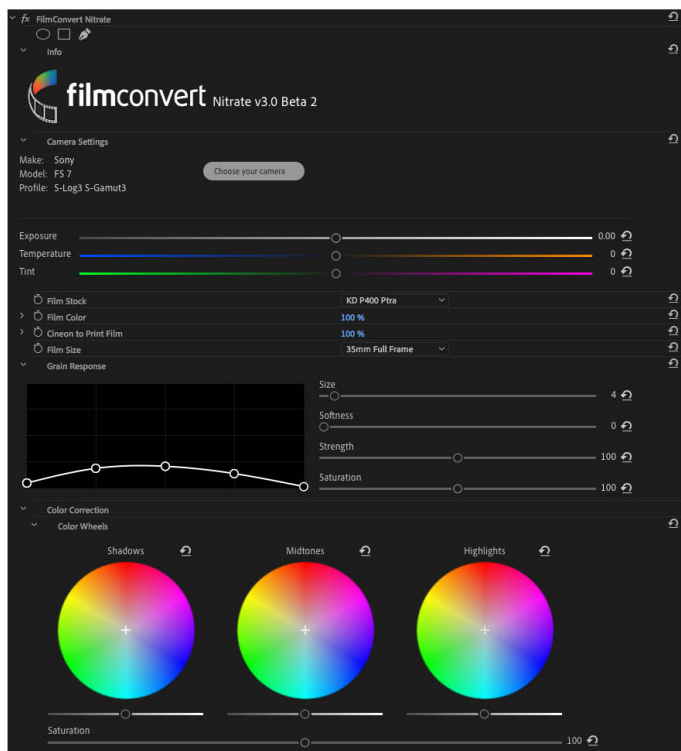 fx FilmConvert Nitrate
Info
filmconvert Nitrate v3.0 Beta 2
Camera Settings
Make: Sony
Model: FS 7
Profile: S-Log3 S-Gamut3
Choose your camera
Exposure 0.00
Temperature 0
Tint 0
Film Stock KD P400 Ptra
Film Color 100 %
Cineon to Print Film 100 %
Film Size 35mm Full Frame
Grain Response
Size 4
Softness 0
Strength 100
Saturation 100
Color Correction
Color Wheels
Shadows Midtones Highlights
Saturation 100